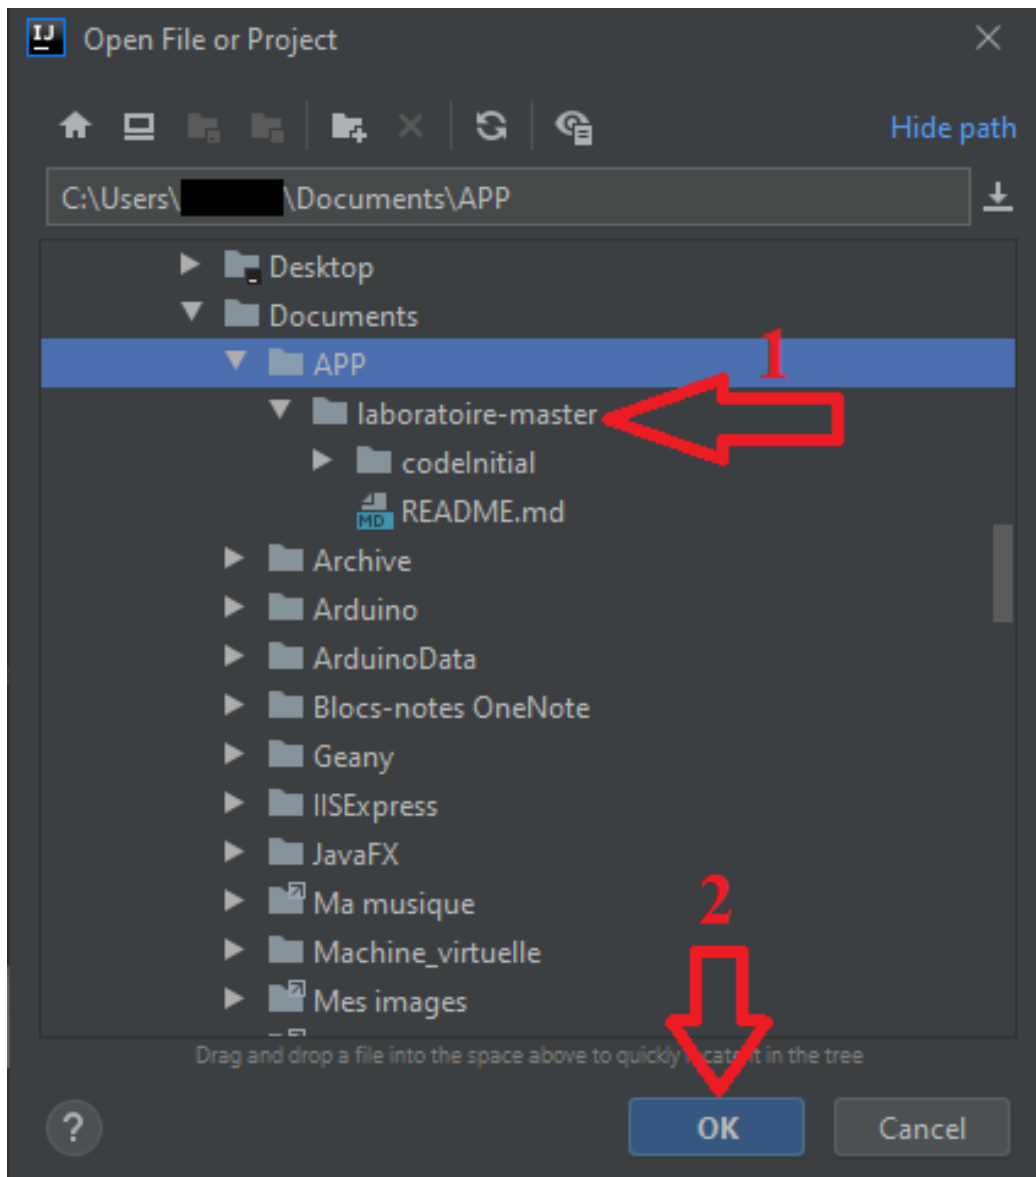 IJ Open File or Project
Hide path
C:\Users\ \Documents\APP
Desktop
Documents
APP
1
laboratoire-master
codeInitial
MD README.md
Archive
Arduino
ArduinoData
Blocs-notes OneNote
Geany
IISExpress
JavaFX
Ma musique
2
Machine_virtuelle
Mes images
Drag and drop a file into the space above to quickly locate it in the tree
? OK Cancel